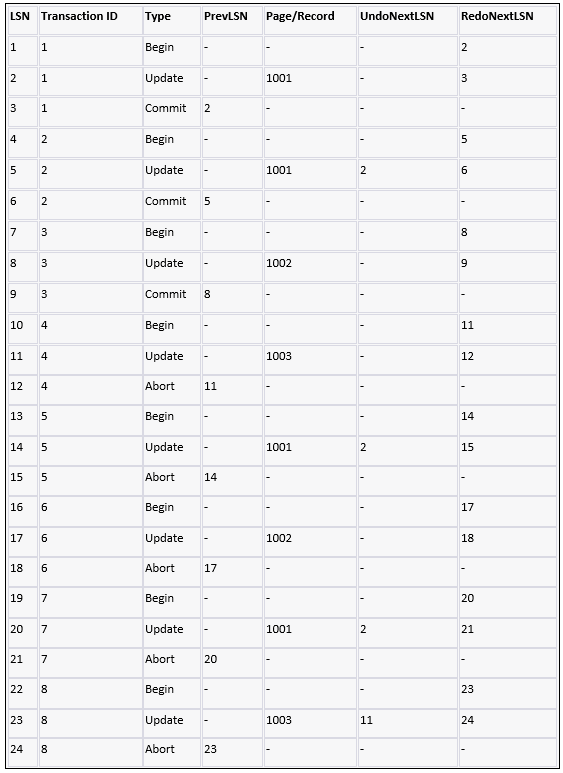 LSN Transaction ID Type PrevLSN Page/Record UndoNextLSN RedoNextLSN
1 1 Begin - - - 2
2 1 Update - 1001 - 3
3 1 Commit 2 - - -
4 2 Begin - - - 5
5 2 Update - 1001 2 6
6 2 Commit 5 - - -
7 3 Begin - - - 8
8 3 Update - 1002 - 9
9 3 Commit 8 - - -
10 4 Begin - - - 11
11 4 Update - 1003 - 12
12 4 Abort 11 - - -
13 5 Begin - - - 14
14 5 Update - 1001 2 15
15 5 Abort 14 - - -
16 6 Begin - - - 17
17 6 Update - 1002 - 18
18 6 Abort 17 - - -
19 7 Begin - - - 20
20 7 Update - 1001 2 21
21 7 Abort 20 - - -
22 8 Begin - - - 23
23 8 Update - 1003 11 24
24 8 Abort 23 - - -